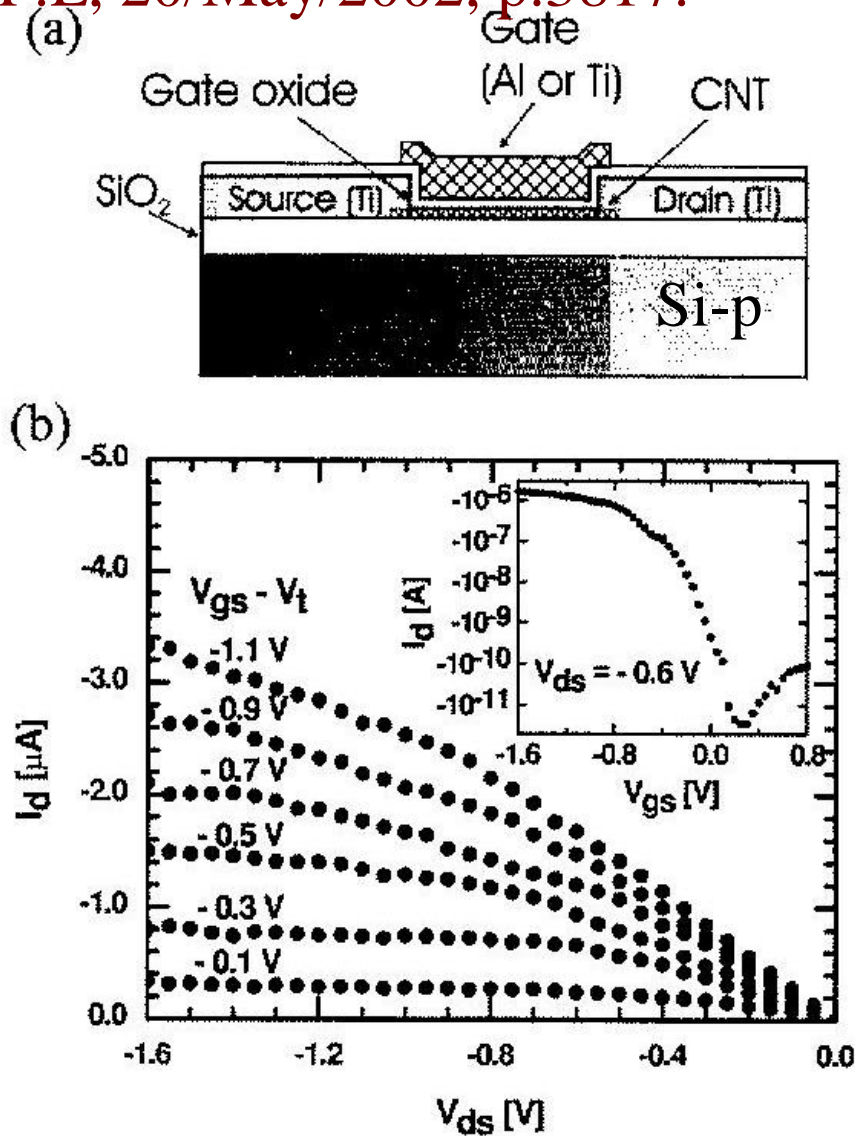 P.L, 20/May/2002, p.3817.
(a)
Gate
(Al or Ti)
Gate oxide
CNT
SiO2
Source (Ti)
Drain (Ti)
Si-p
(b)
-5.0
-4.0
-3.0
-2.0
-1.0
0.0
Id [μA]
Vgs - Vt
-1.1 V
- 0.9 V
- 0.7 V
- 0.5 V
- 0.3 V
- 0.1 V
-10-6
-10-7
-10-8
-10-9
-10-10
-10-11
Id [A]
Vds = - 0.6 V
-1.6 -0.8 0.0 0.8
Vgs [V]
-1.6 -1.2 -0.8 -0.4 0.0
Vds [V]